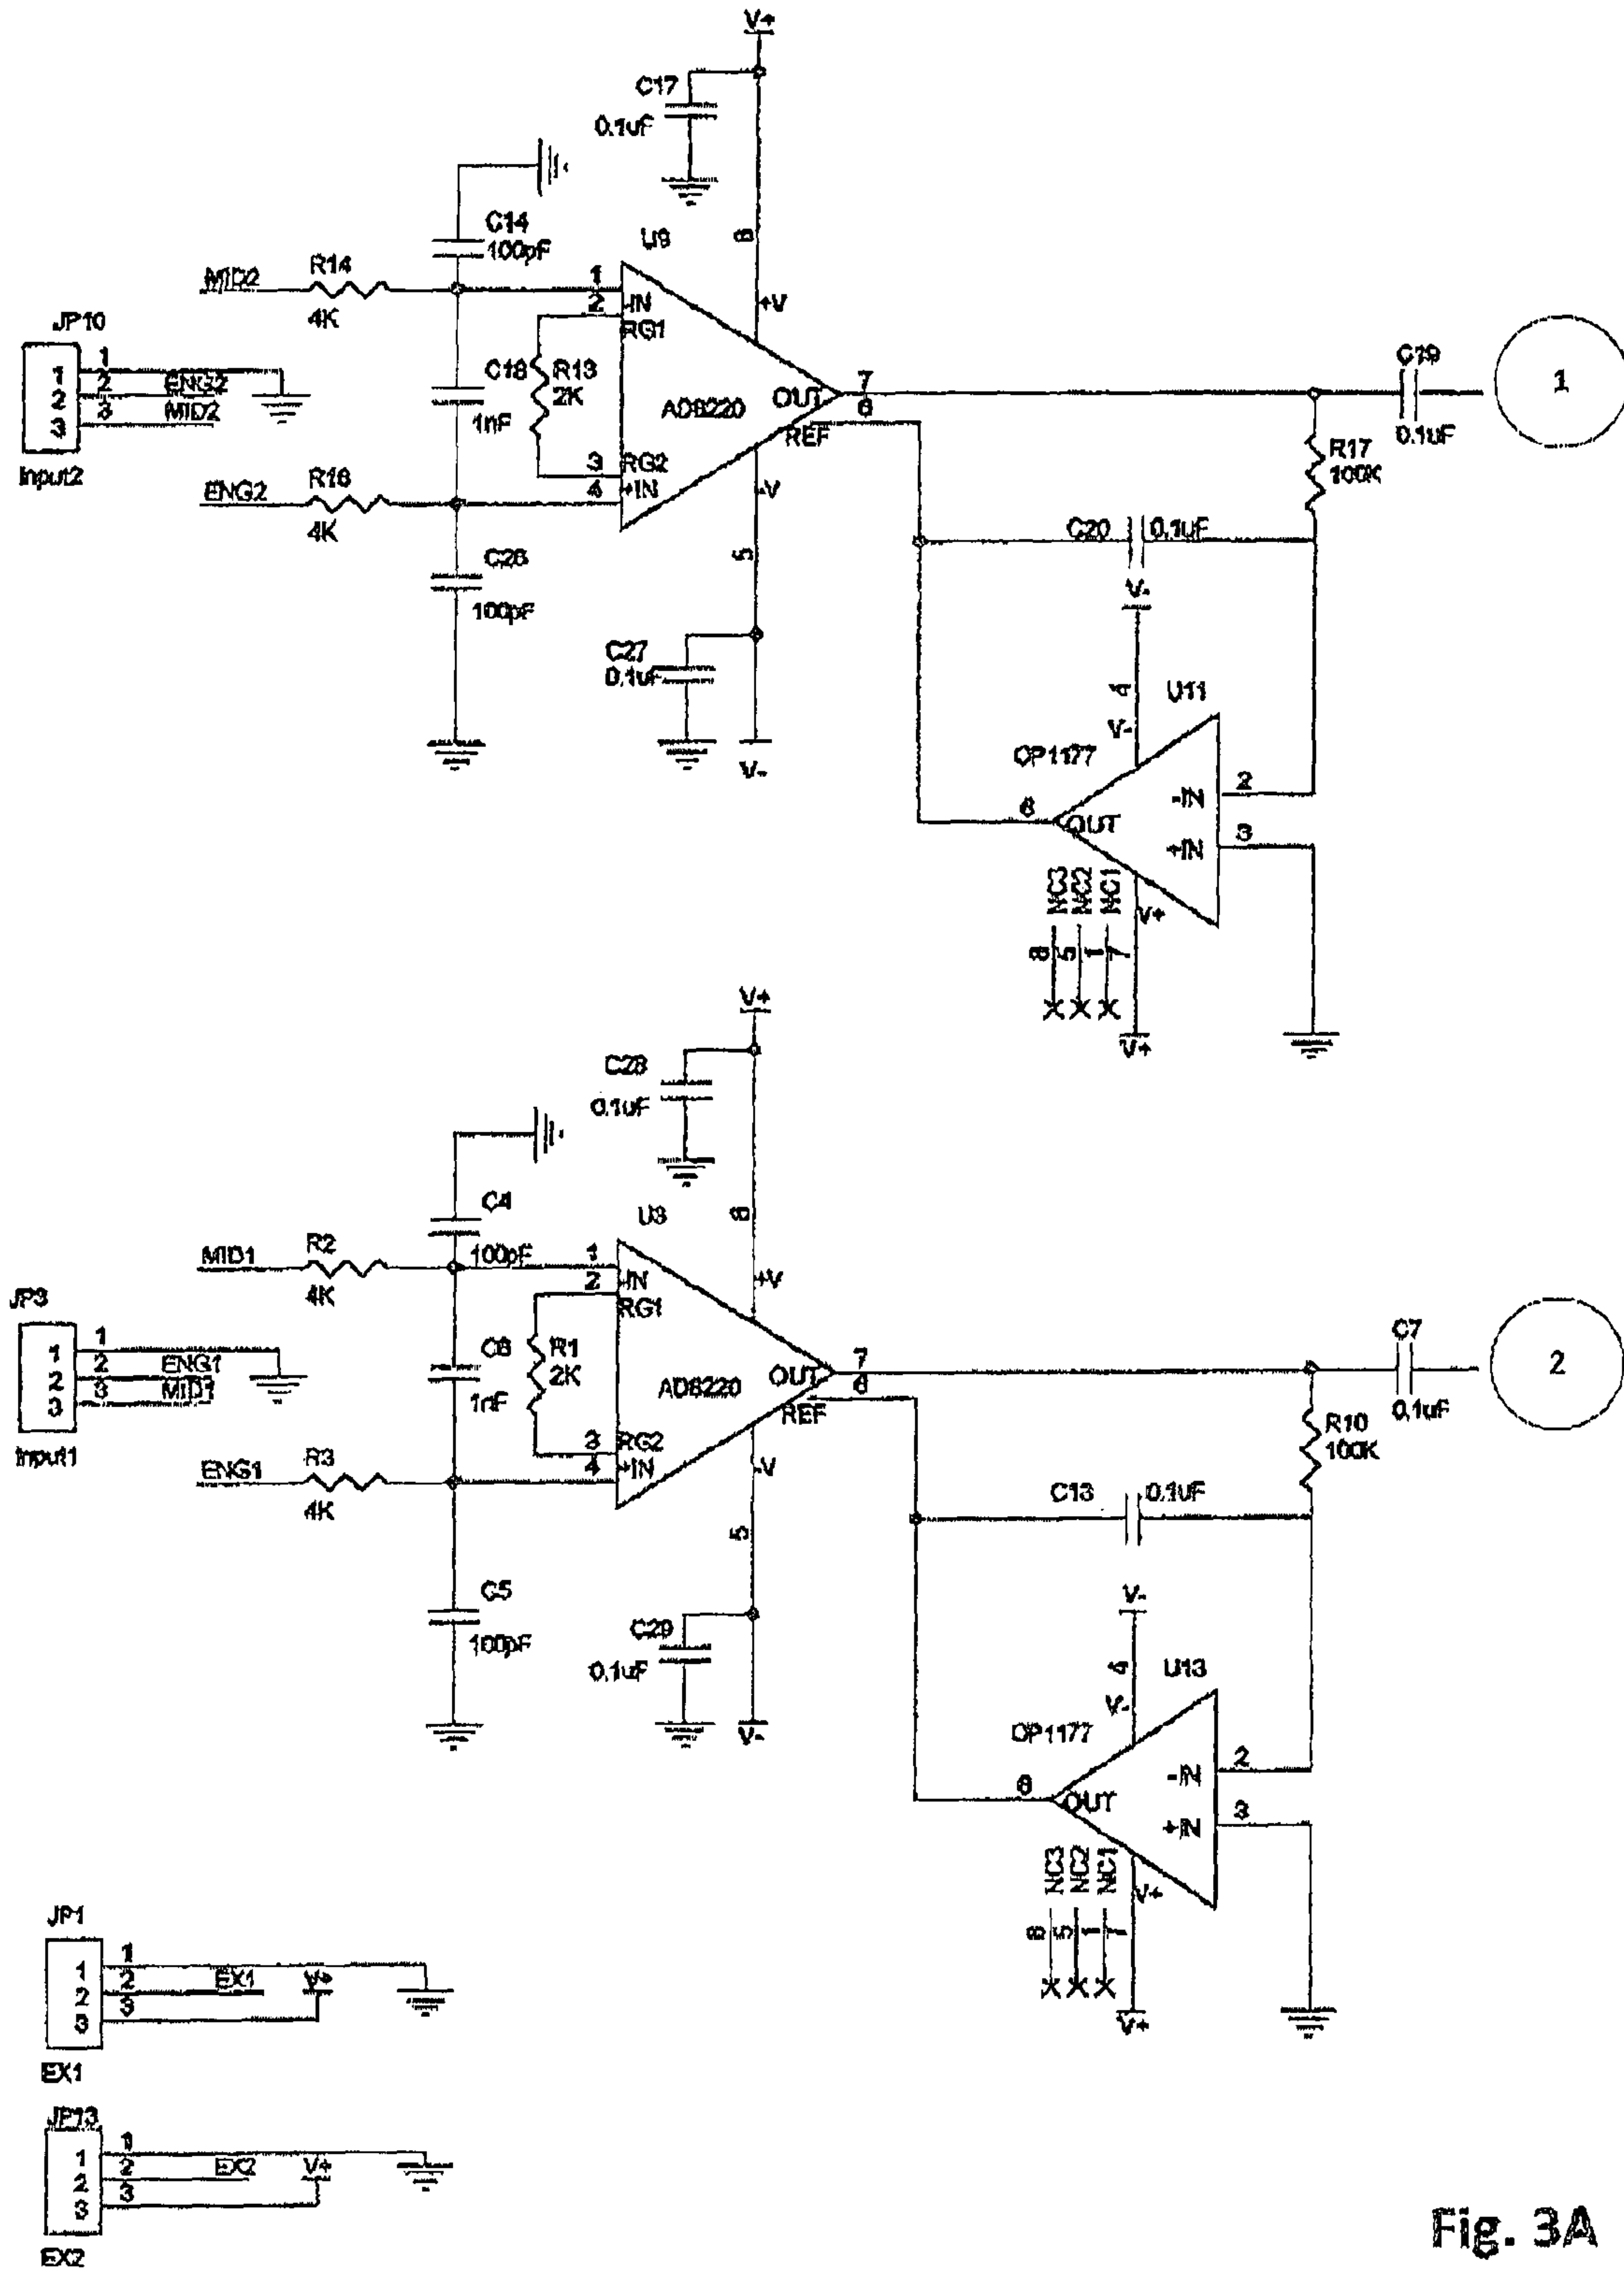 V+
C17
0.1uF
C14
100pF
U9
8
MID2
R14
4K
1
2
-IN
RG1
+V
JP10
1
1
2
ENG2
2
3
MID2
3
Input2
C18
1nF
R13
2K
AD8220
OUT
7
6
REF
C19
0.1uF
1
R17
100K
ENG2
R16
4K
3
RG2
4
+IN
-V
C26
100pF
5
C20
0.1uF
V-
C27
0.1uF
V-
4
U11
V-
OP1177
2
-IN
6
OUT
+IN
3
NC3
NC2
NC1
V+
8
5
1
7
V+
V+
C28
0.1uF
C4
100pF
U3
8
MID1
R2
4K
1
2
-IN
RG1
+V
JP3
1
1
2
ENG1
2
3
MID1
3
Input1
C6
1nF
R1
2K
AD8220
OUT
7
6
REF
C7
0.1uF
2
R10
100K
ENG1
R3
4K
3
RG2
4
+IN
-V
C5
100pF
5
C13
0.1uF
V-
C29
0.1uF
V-
4
U13
V-
OP1177
2
-IN
6
OUT
+IN
3
NC3
NC2
NC1
V+
8
5
1
V+
JP1
1
1
2
EX1
V+
2
3
3
EX1
JP13
1
1
2
EX2
V+
2
3
3
EX2
Fig. 3A